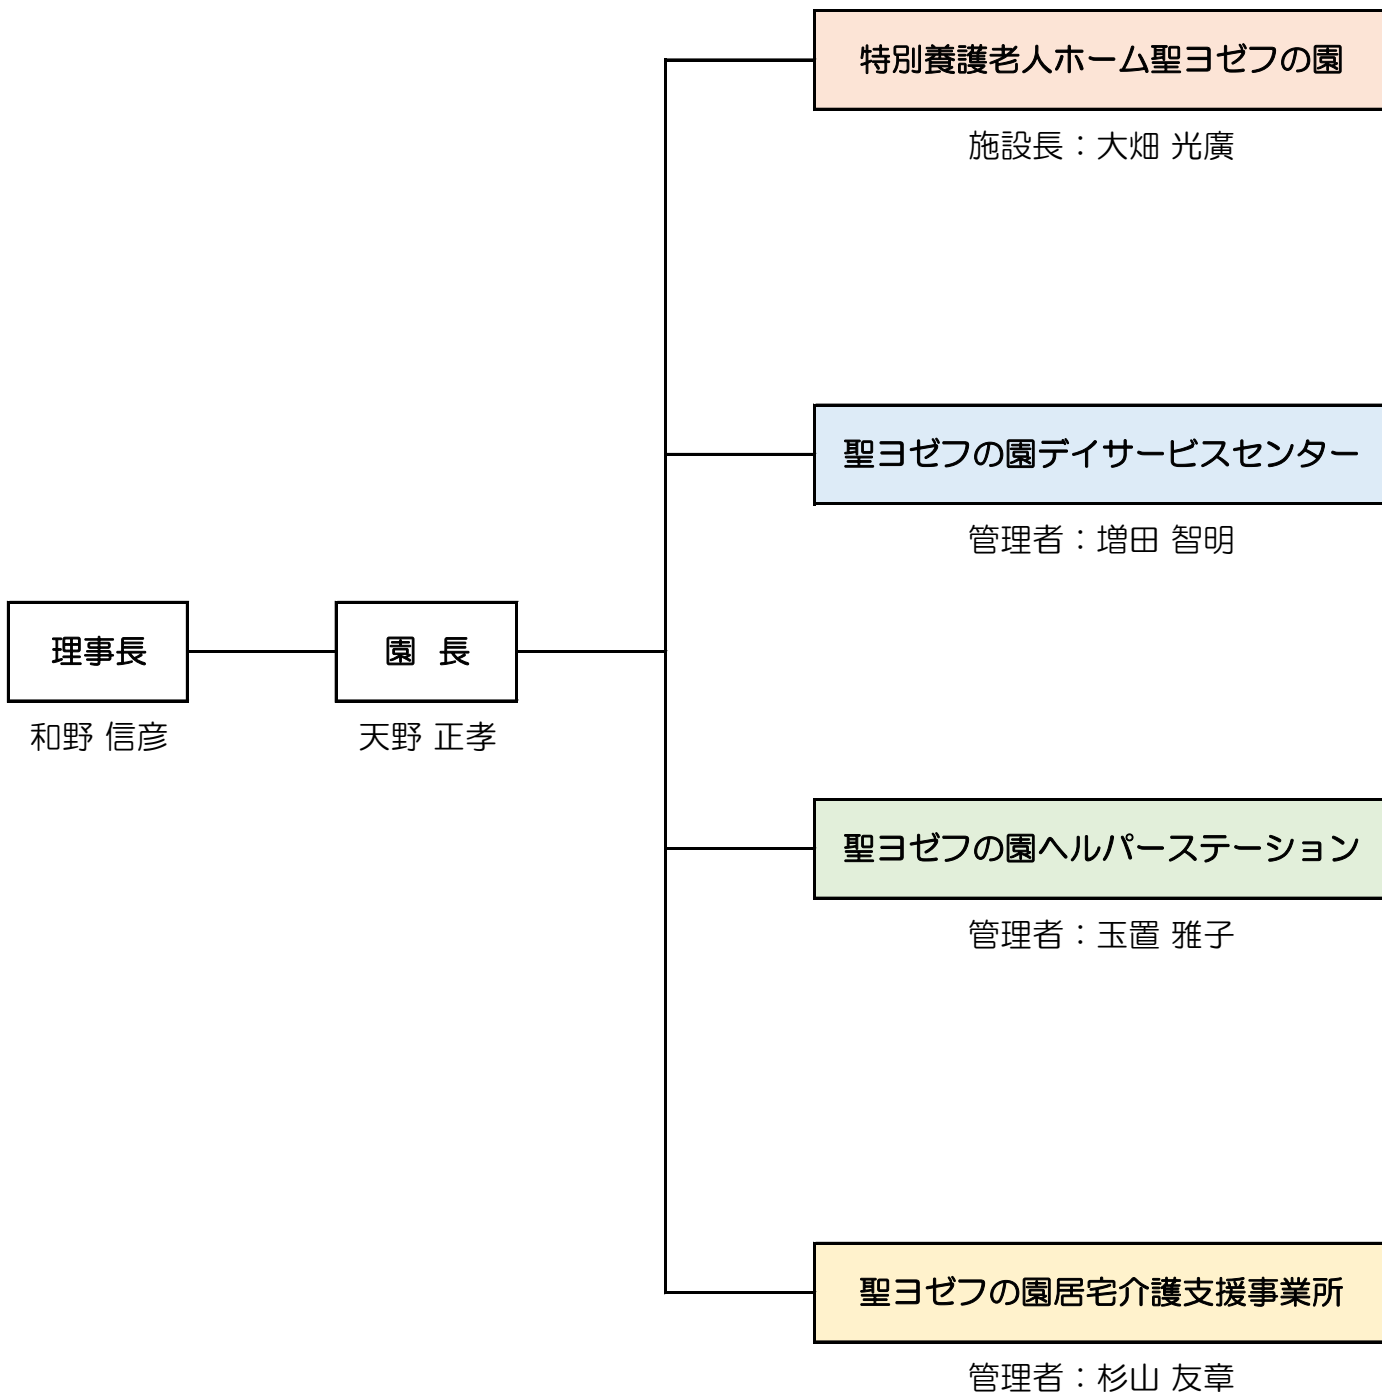 特別養護老人ホーム聖ヨゼフの園
施設長：大畑 光廣
聖ヨゼフの園デイサービスセンター
管理者：増田 智明
理事長
和野 信彦
園 長
天野 正孝
聖ヨゼフの園ヘルパーステーション
管理者：玉置 雅子
聖ヨゼフの園居宅介護支援事業所
管理者：杉山 友章